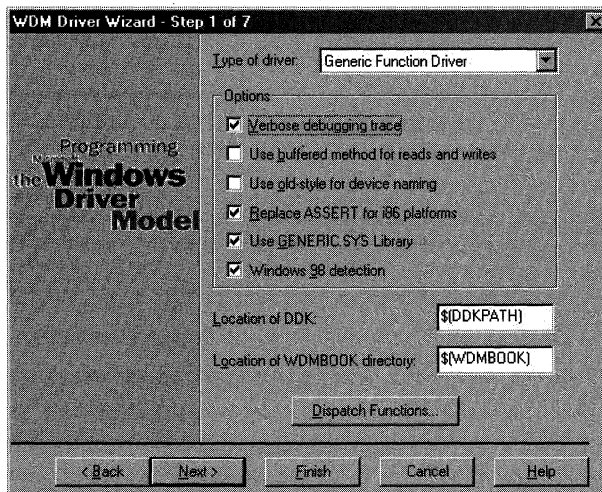 WDM Driver Wizard - Step 1 of 7
Type of driver: Generic Function Driver
Options
Verbose debugging trace
Use buffered method for reads and writes
Use old-style for device naming
Replace ASSERT for i86 platforms
Use GENERIC.SYS Library
Windows 98 detection
Programming
the Windows
Driver
Model
Location of DDK: $(DDKPATH)
Location of WDMBOOK directory: $(WDMBOOK)
Dispatch Functions...
< Back Next > Finish Cancel Help